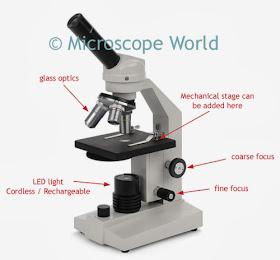 © Microscope World
glass optics
Mechanical stage can
be added here
coarse focus
LED light
Cordless / Rechargeable
fine focus